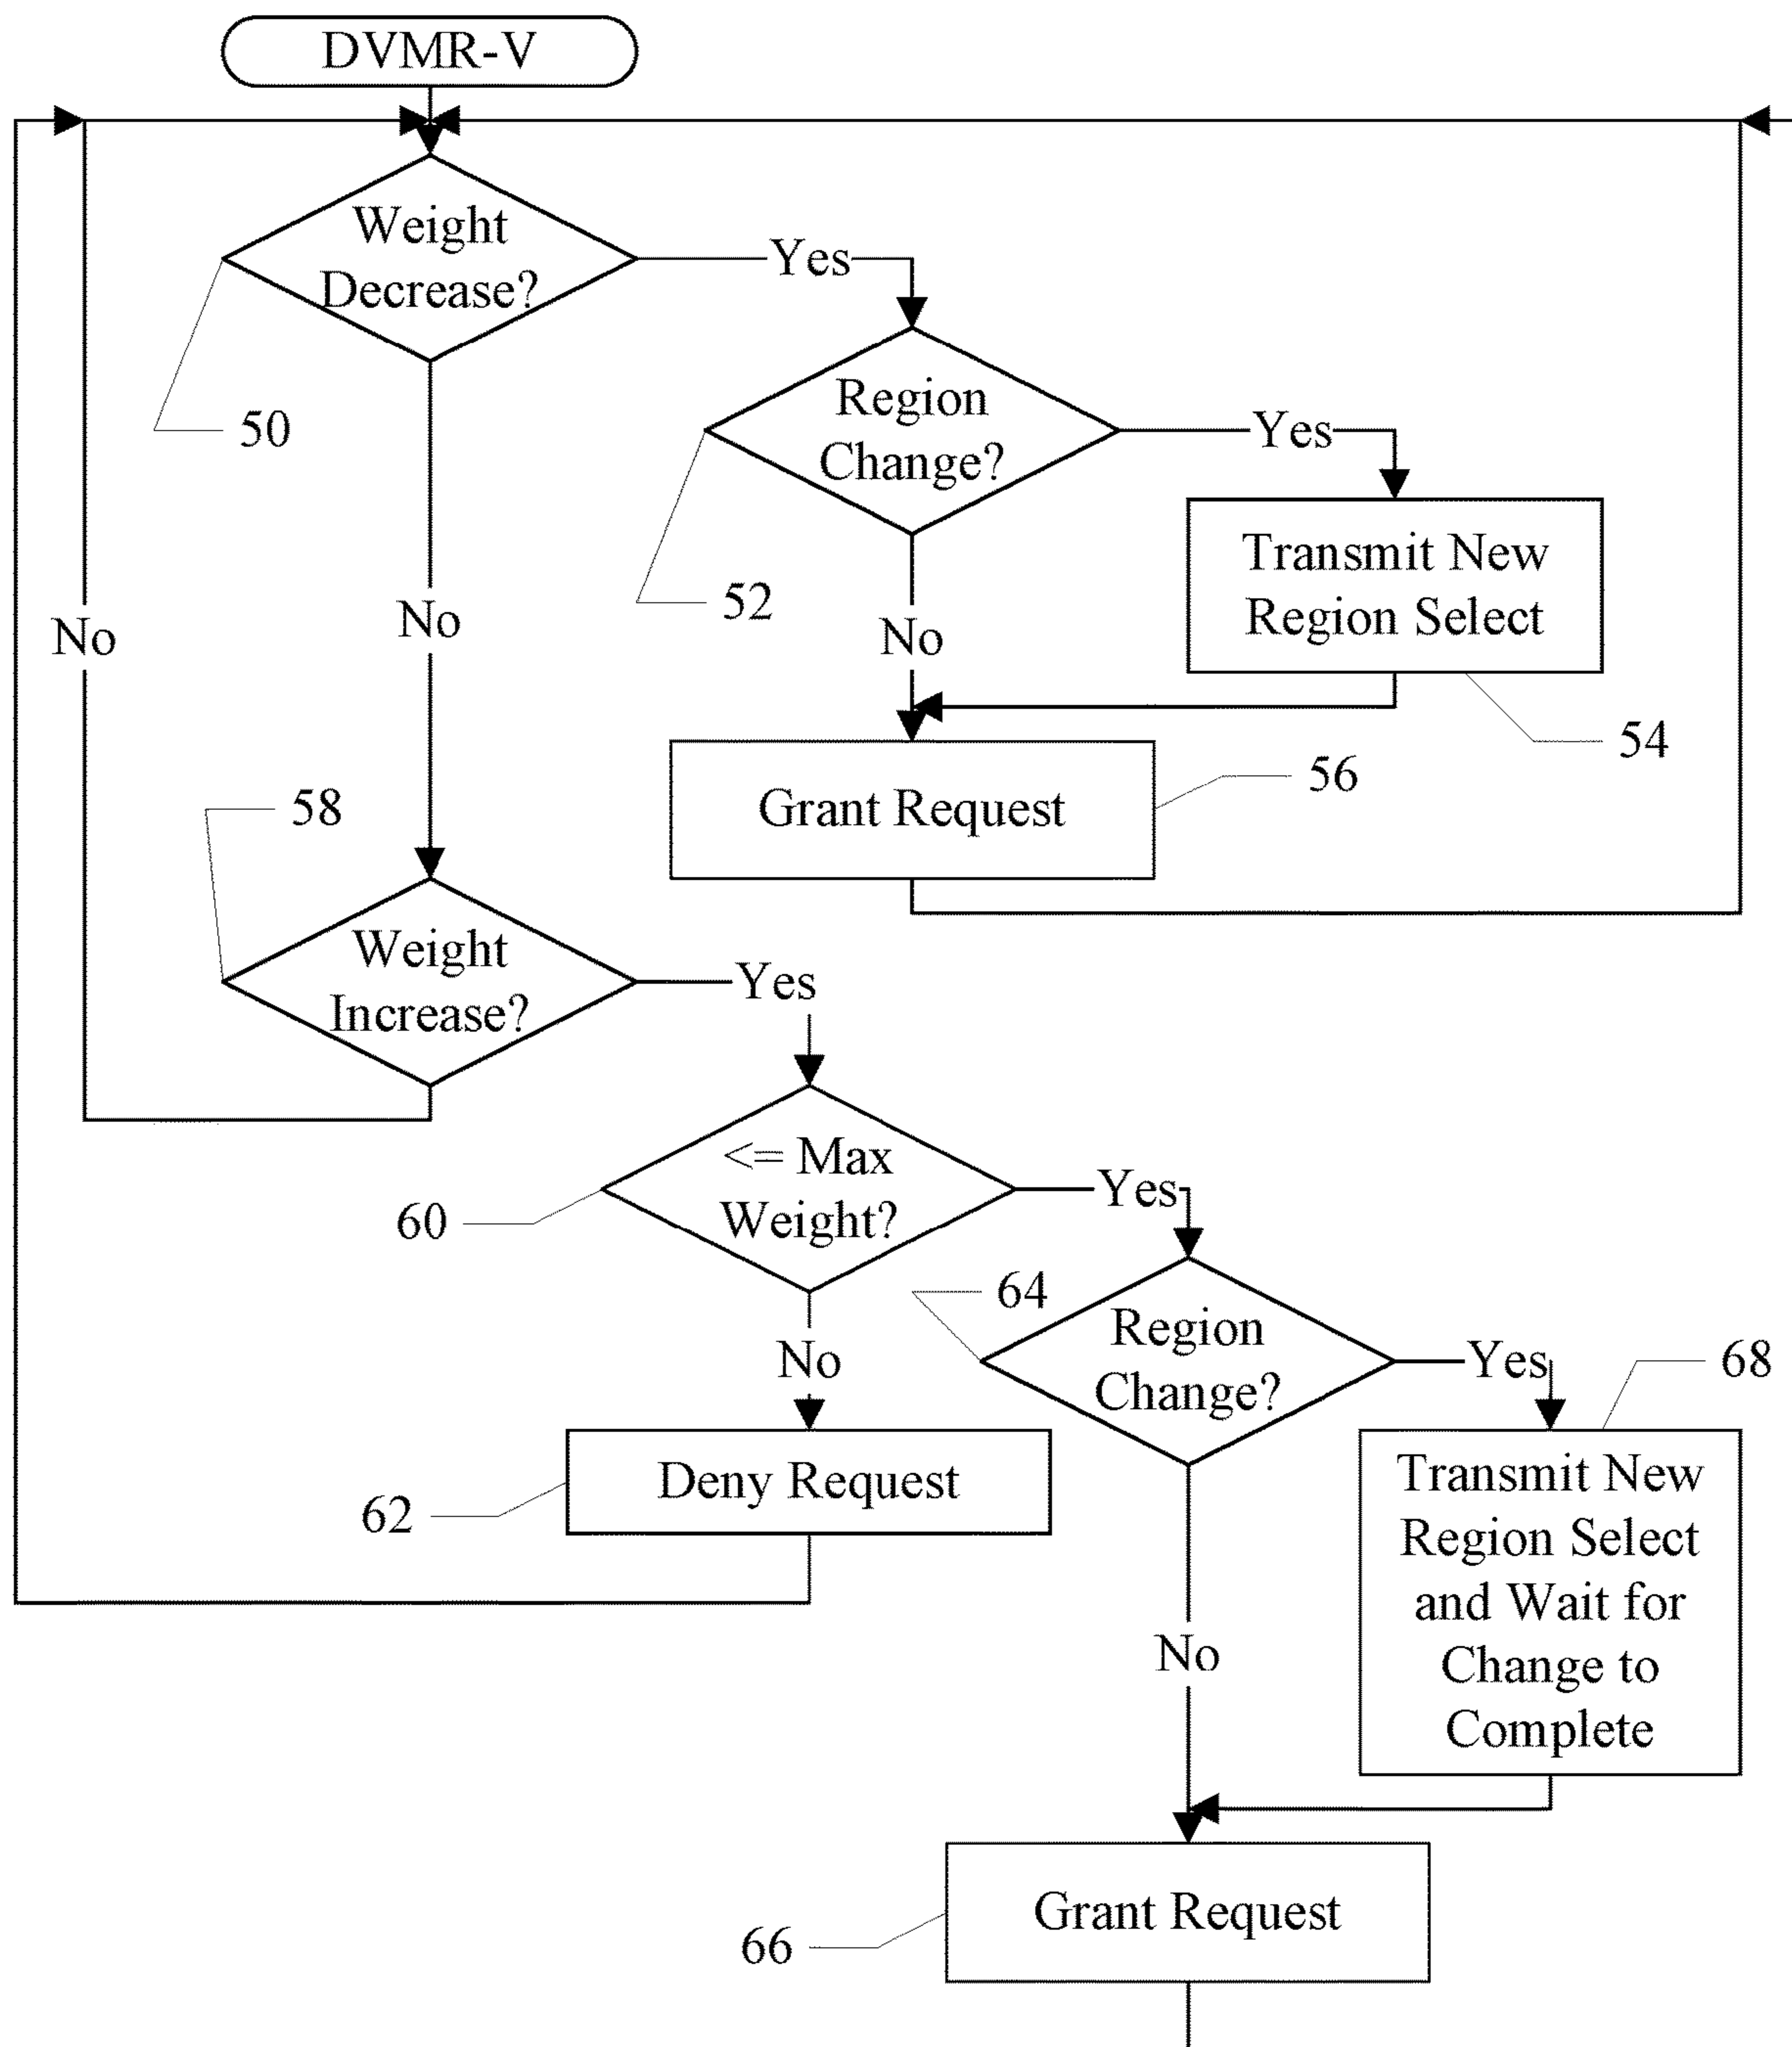 DVMR-V
Weight
Decrease?
Yes
50
Region
Change?
Yes
52
Transmit New
Region Select
54
No
No
No
Grant Request
56
58
Weight
Increase?
Yes
<= Max
Weight?
60
Yes
No
Deny Request
62
64
Region
Change?
Yes
68
Transmit New
Region Select
and Wait for
Change to
Complete
No
Grant Request
66